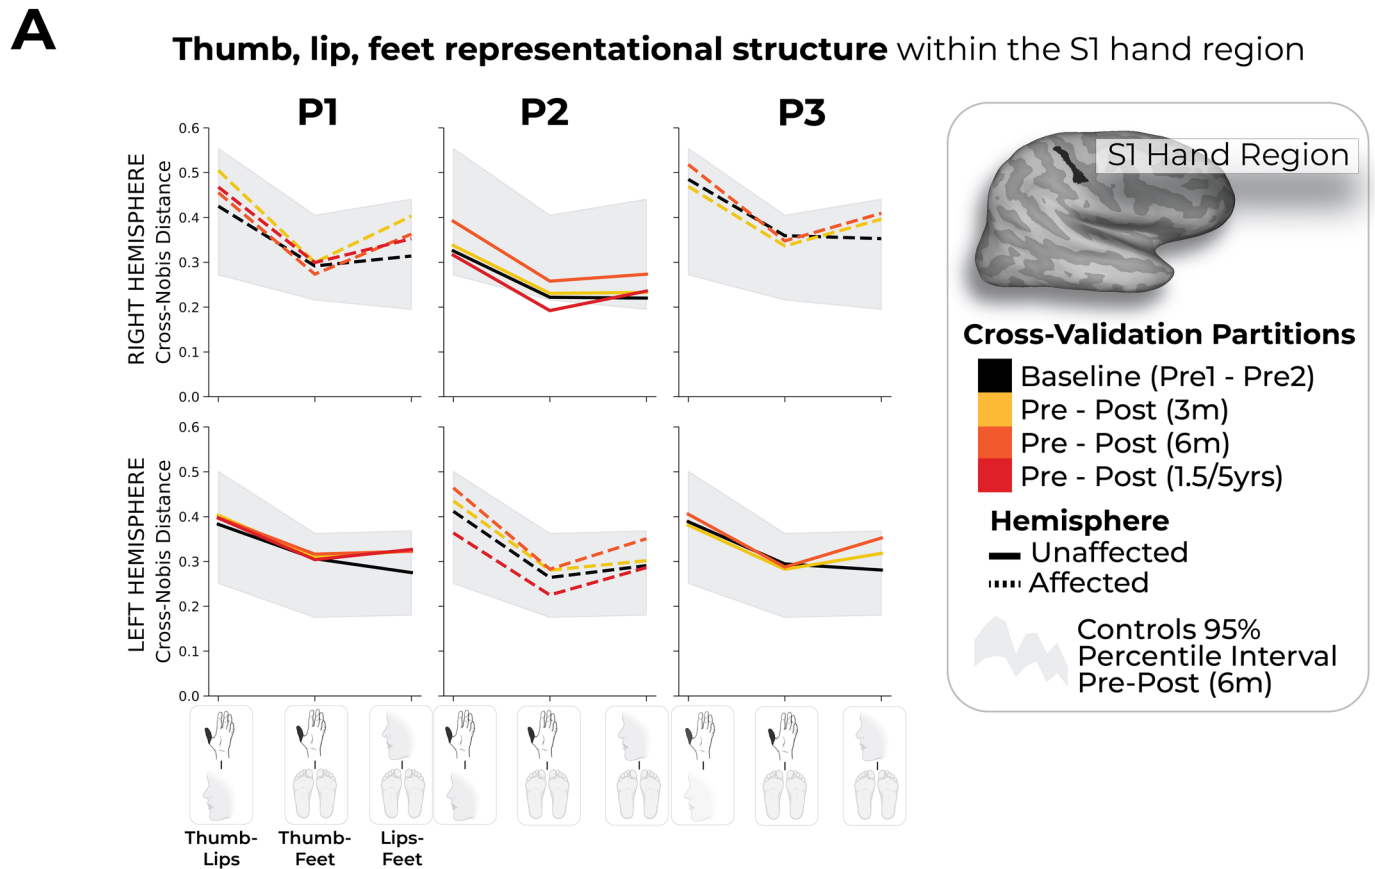 A
Thumb, lip, feet representational structure within the S1 hand region
P1
P2
P3
RIGHT HEMISPHERE
Cross-Nobis Distance
0.6
0.5
0.4
0.3
0.2
0.1
0.0
LEFT HEMISPHERE
Cross-Nobis Distance
0.6
0.5
0.4
0.3
0.2
0.1
0.0
Thumb-
Lips
Thumb-
Feet
Lips-
Feet
S1 Hand Region
Cross-Validation Partitions
Baseline (Pre1 - Pre2)
Pre - Post (3m)
Pre - Post (6m)
Pre - Post (1.5/5yrs)
Hemisphere
Unaffected
Affected
Controls 95%
Percentile Interval
Pre-Post (6m)